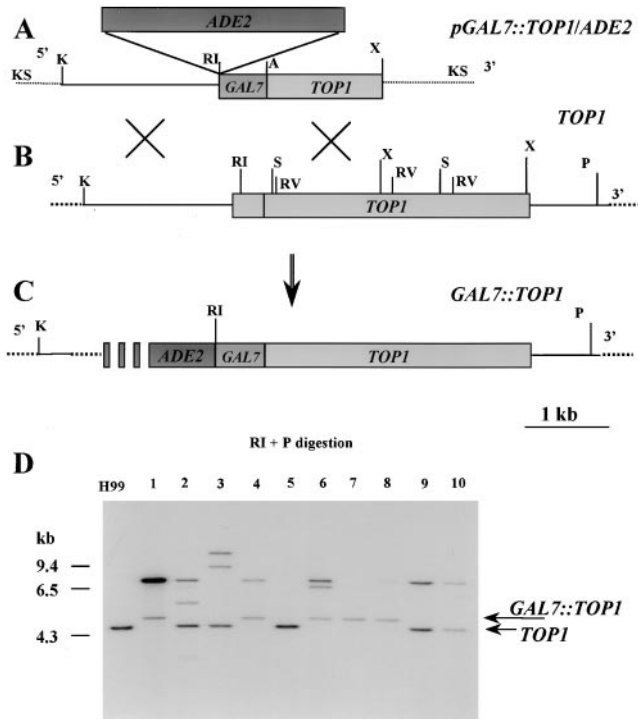 A
ADE2
pGAL7::TOP1/ADE2
5' K RI A X
KS GAL7 TOP1 KS 3'
TOP1
B
5' K RI S RV X RV S RV X P 3'
TOP1
C
GAL7::TOP1
5' K RI P 3'
ADE2 GAL7 TOP1
1 kb
D
RI + P digestion
H99 1 2 3 4 5 6 7 8 9 10
kb
9.4
6.5
GAL7::TOP1
4.3
TOP1